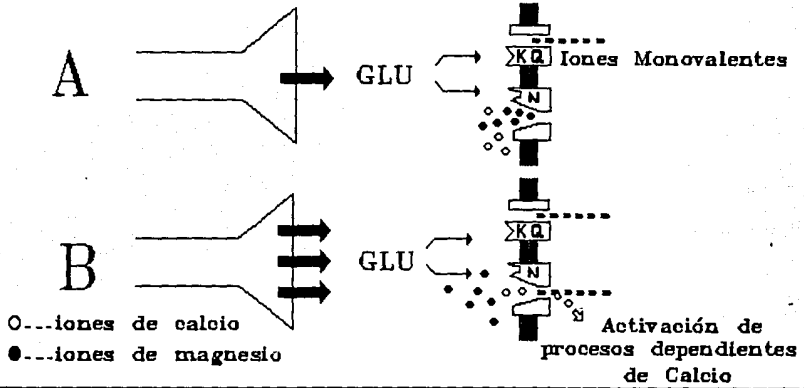 A
GLU
KQ
Iones Monovalentes
N
B
GLU
KQ
N
O---iones de calcio
●---iones de magnesio
Activación de
procesos dependientes
de Calcio